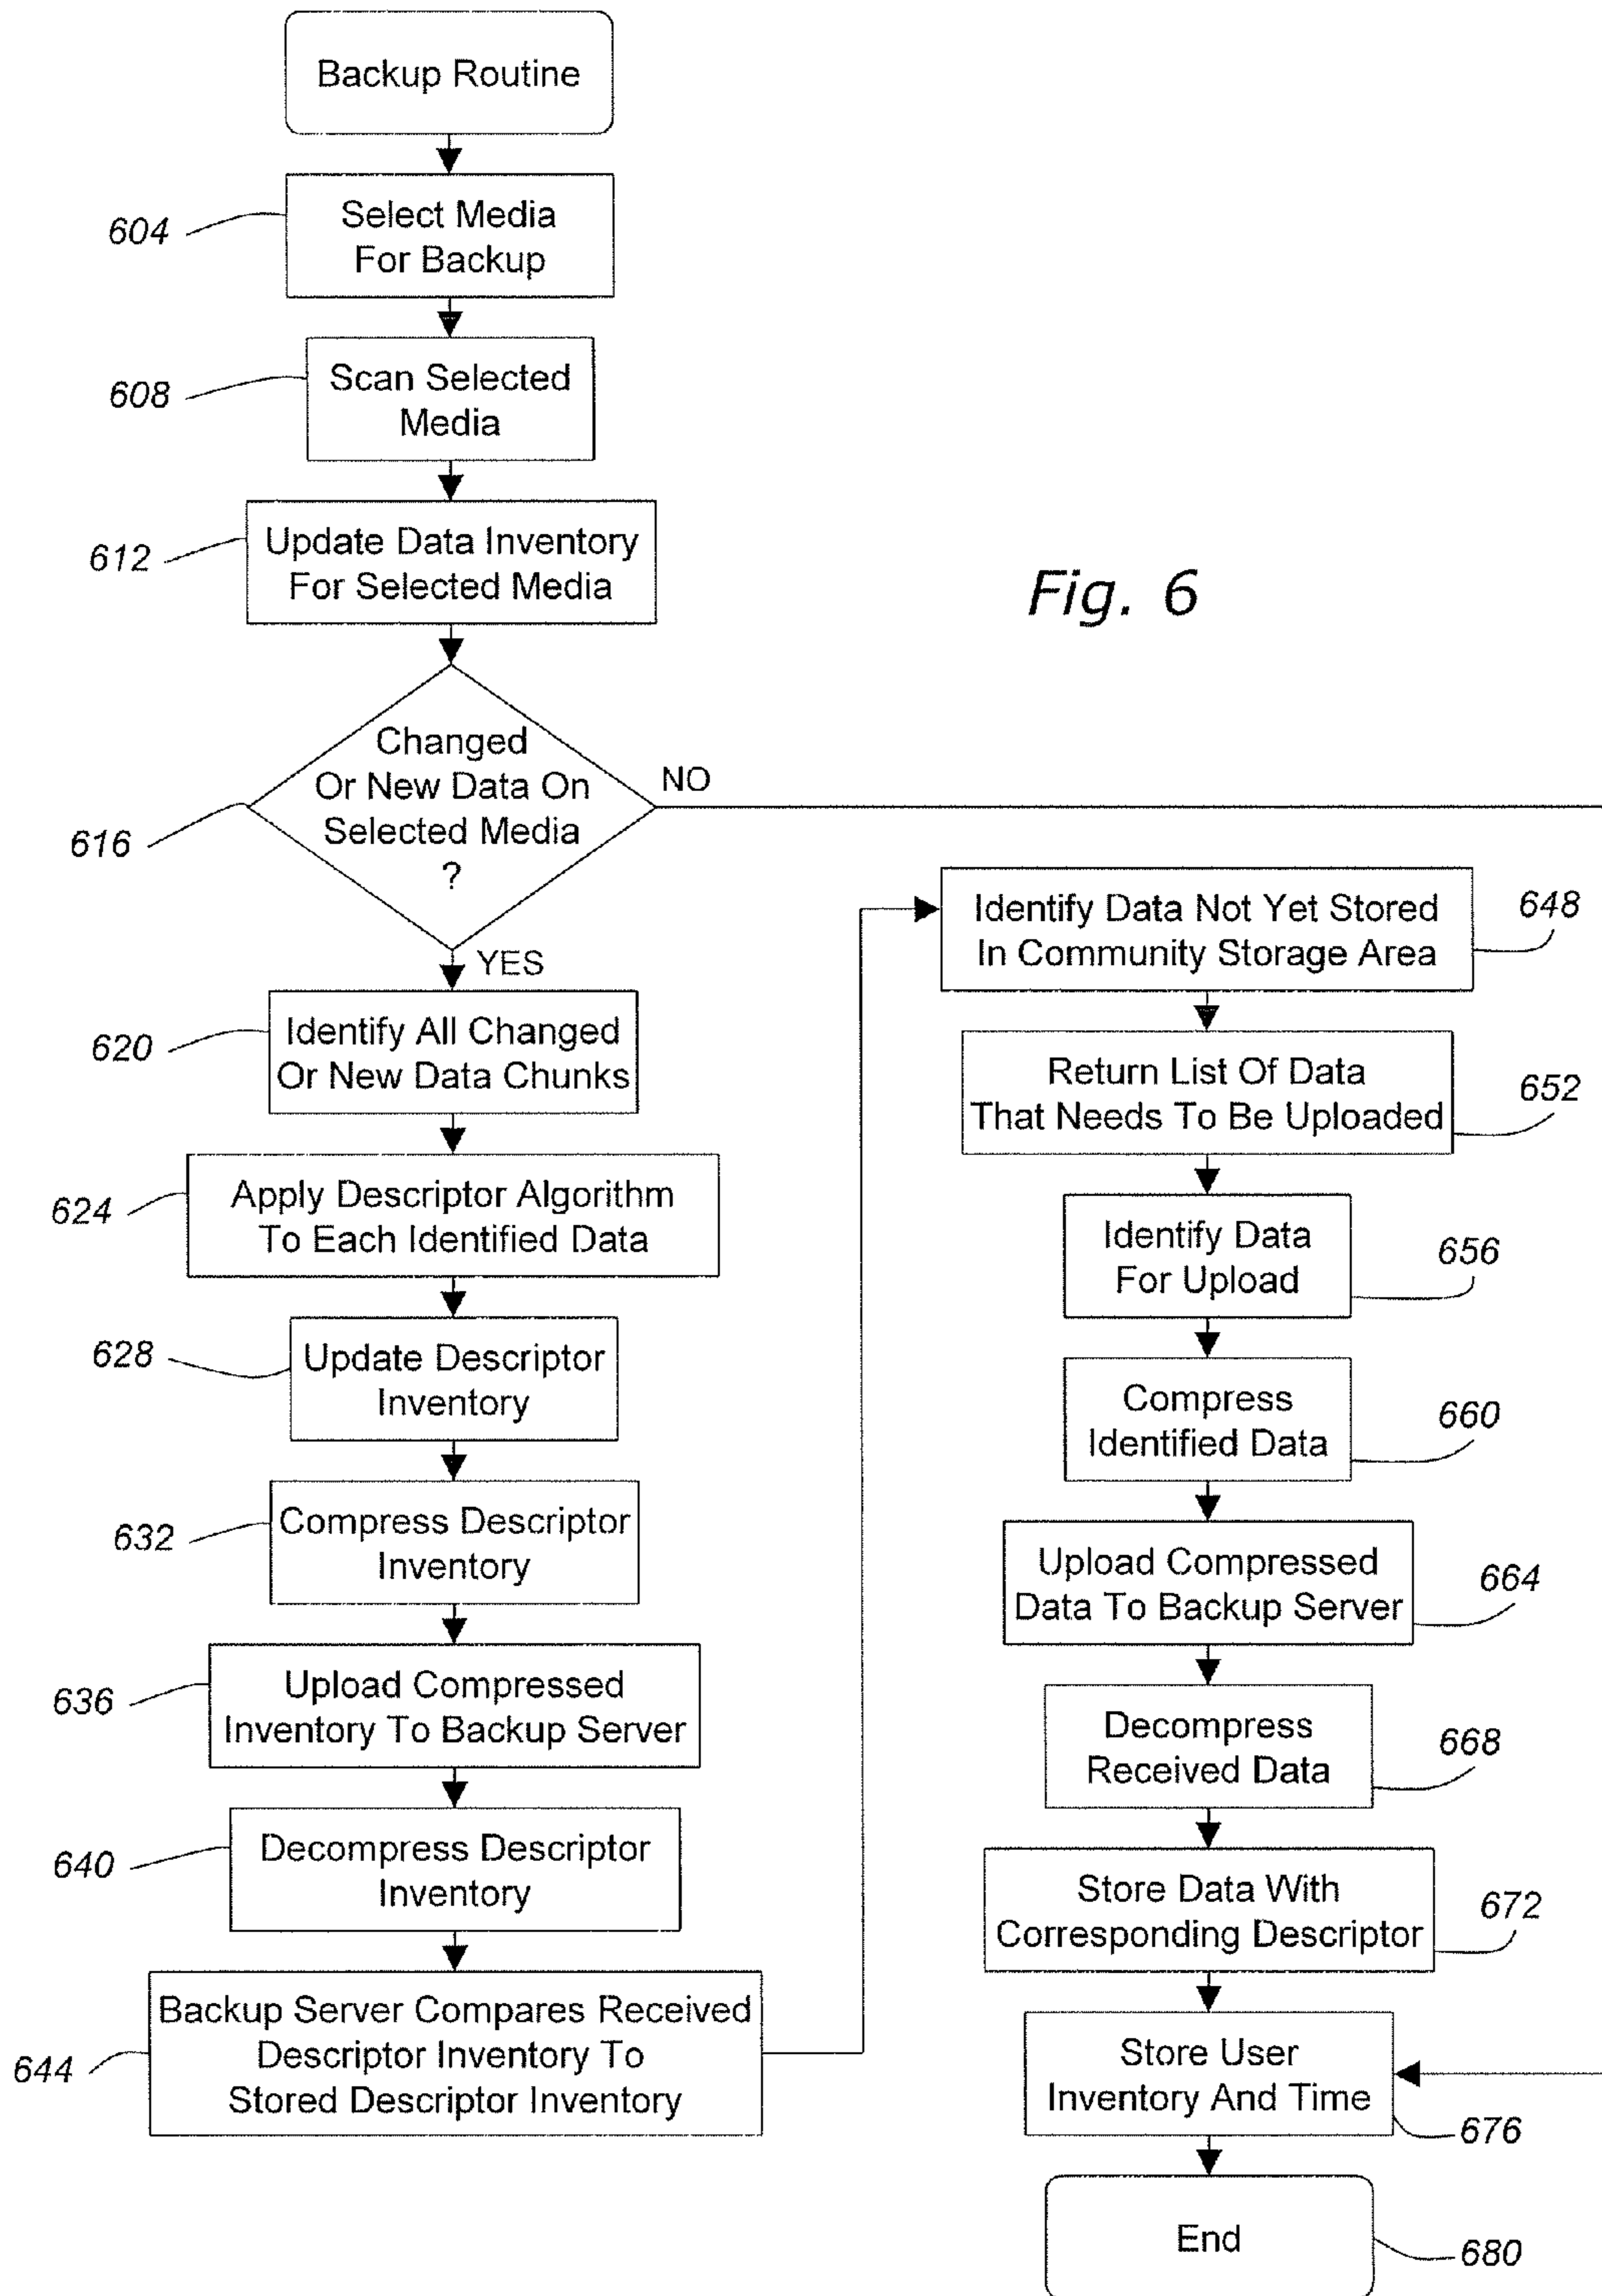 Backup Routine
604
Select Media
For Backup
608
Scan Selected
Media
612
Update Data Inventory
For Selected Media
Fig. 6
616
Changed
Or New Data On
Selected Media
?
NO
YES
620
Identify All Changed
Or New Data Chunks
624
Apply Descriptor Algorithm
To Each Identified Data
628
Update Descriptor
Inventory
632
Compress Descriptor
Inventory
636
Upload Compressed
Inventory To Backup Server
640
Decompress Descriptor
Inventory
644
Backup Server Compares Received
Descriptor Inventory To
Stored Descriptor Inventory
Identify Data Not Yet Stored
In Community Storage Area
648
Return List Of Data
That Needs To Be Uploaded
652
Identify Data
For Upload
656
Compress
Identified Data
660
Upload Compressed
Data To Backup Server
664
Decompress
Received Data
668
Store Data With
Corresponding Descriptor
672
Store User
Inventory And Time
676
End
680